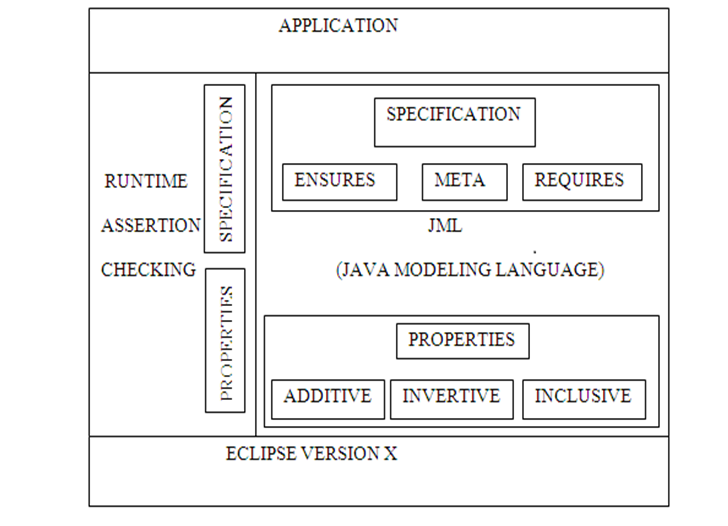 APPLICATION
RUNTIME
ASSERTION
CHECKING
SPECIFICATION
PROPERTIES
SPECIFICATION
ENSURES META REQUIRES
JML
(JAVA MODELING LANGUAGE)
PROPERTIES
ADDITIVE INVERTIVE INCLUSIVE
ECLIPSE VERSION X